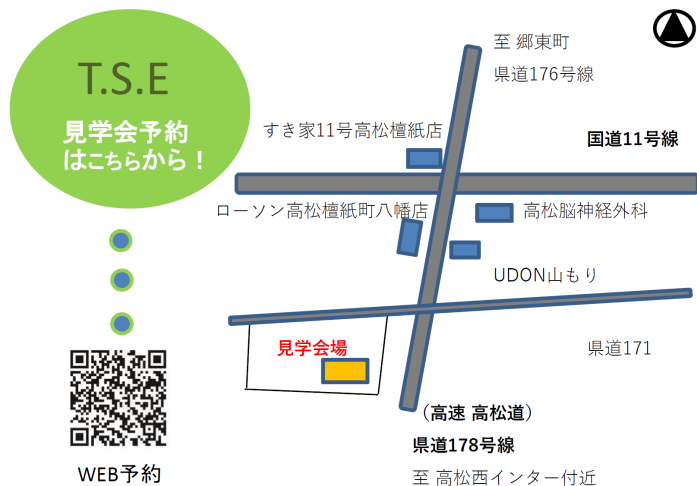 T.S.E
見学会予約
はこちらから！
WEB予約
至 郷東町
県道176号線
すき家11号高松檀紙店
国道11号線
ローソン高松檀紙町八幡店
高松脳神経外科
UDON山もり
県道171
見学会場
（高速 高松道）
県道178号線
至 高松西インター付近